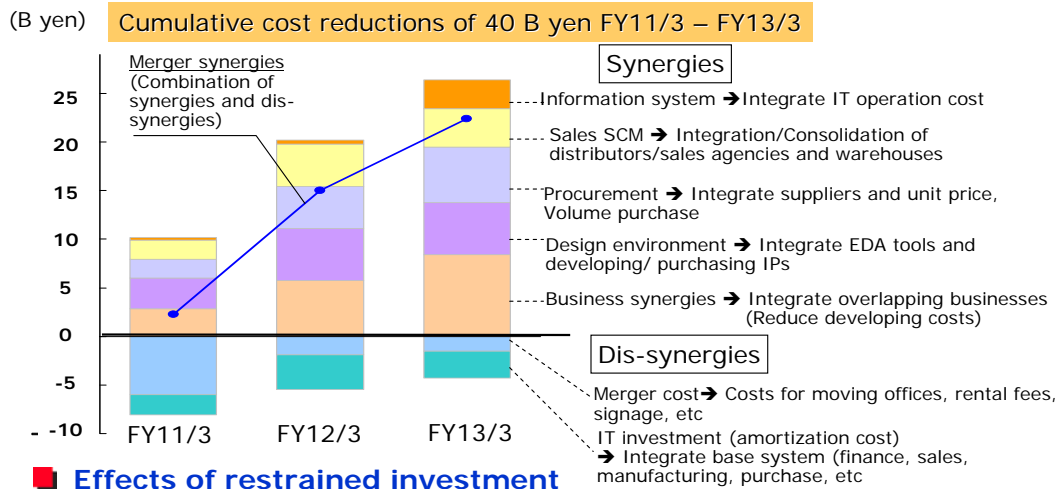 (B yen)
Cumulative cost reductions of 40 B yen FY11/3 – FY13/3
Merger synergies
(Combination of
synergies and dis-
synergies)
25
20
15
10
5
0
-5
- -10
FY11/3
FY12/3
FY13/3
Synergies
Information system ➔Integrate IT operation cost
Sales SCM ➔ Integration/Consolidation of
distributors/sales agencies and warehouses
Procurement ➔ Integrate suppliers and unit price,
Volume purchase
Design environment ➔ Integrate EDA tools and
developing/ purchasing IPs
Business synergies ➔ Integrate overlapping businesses
(Reduce developing costs)
Dis-synergies
Merger cost➔ Costs for moving offices, rental fees,
signage, etc
IT investment (amortization cost)
➔ Integrate base system (finance, sales,
manufacturing, purchase, etc
Effects of restrained investment